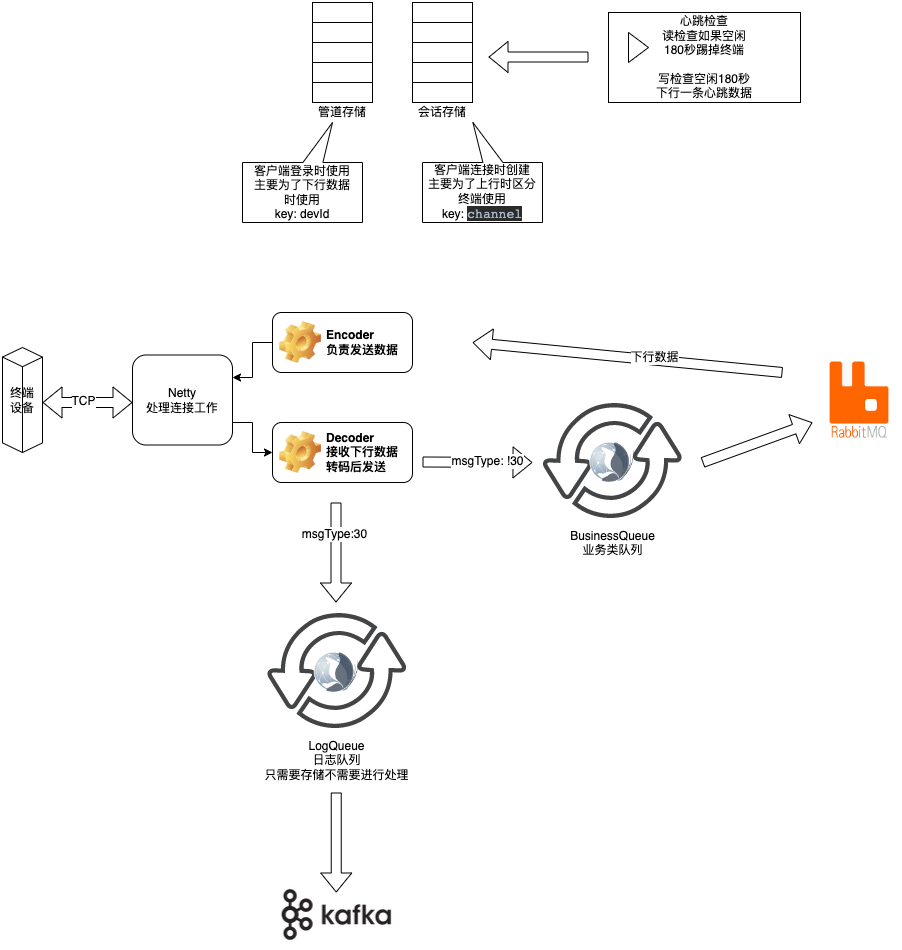 心跳检查
读检查如果空闲
180秒踢掉终端
写检查空闲180秒
下行一条心跳数据
管道存储
会话存储
客户端登录时使用
主要为了下行数据
时使用
key: devId
客户端连接时创建
主要为了上行时区分
终端使用
key: channel
Encoder
负责发送数据
下行数据
终端
设备
TCP
Netty
处理连接工作
RabbitMQ
Decoder
接收下行数据
转码后发送
msgType: !30
msgType:30
BusinessQueue
业务类队列
LogQueue
日志队列
只需要存储不需要进行处理
kafka